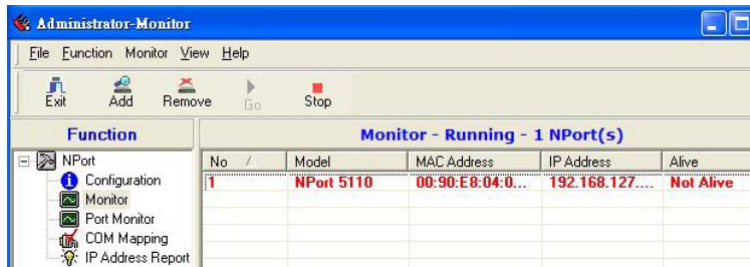 Administrator-Monitor
File Function Monitor View Help
Exit Add Remove Go Stop
Function
Monitor - Running - 1 NPort(s)
NPort
Configuration
Monitor
Port Monitor
COM Mapping
IP Address Report
No Model MAC Address IP Address Alive
1 NPort 5110 00:90:E8:04:0... 192.168.127.... Not Alive